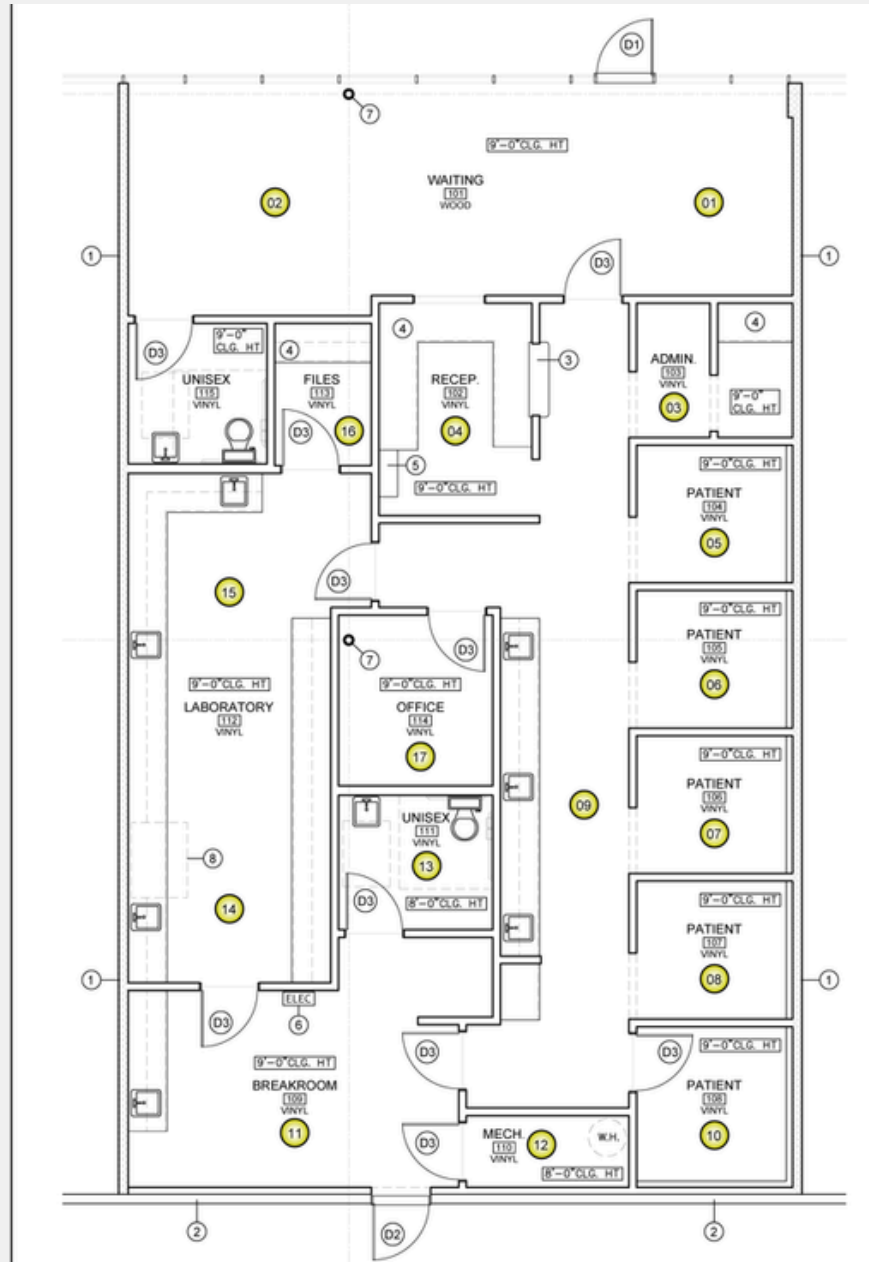 D1
7
9'-0" CLG. HT
WAITING
101
WOOD
02
01
1
1
D3
D3
9'-0"
CLG. HT
UNISEX
115
VINYL
4
FILES
113
VINYL
D3
16
4
RECEP.
102
VINYL
04
3
5
9'-0" CLG. HT
ADMIN.
103
VINYL
03
4
9'-0"
CLG. HT
9'-0" CLG. HT
PATIENT
104
VINYL
05
15
D3
9'-0" CLG. HT
PATIENT
105
VINYL
06
7
D3
9'-0" CLG. HT
LABORATORY
112
VINYL
9'-0" CLG. HT
OFFICE
114
VINYL
17
9'-0" CLG. HT
PATIENT
106
VINYL
07
09
UNISEX
111
VINYL
13
8'-0" CLG. HT
D3
8
14
9'-0" CLG. HT
PATIENT
107
VINYL
08
1
1
ELEC
6
D3
9'-0" CLG. HT
BREAKROOM
109
VINYL
11
D3
D3
9'-0" CLG. HT
PATIENT
108
VINYL
10
D3
MECH.
110
VINYL
12
W.H.
8'-0" CLG. HT
2
D2
2